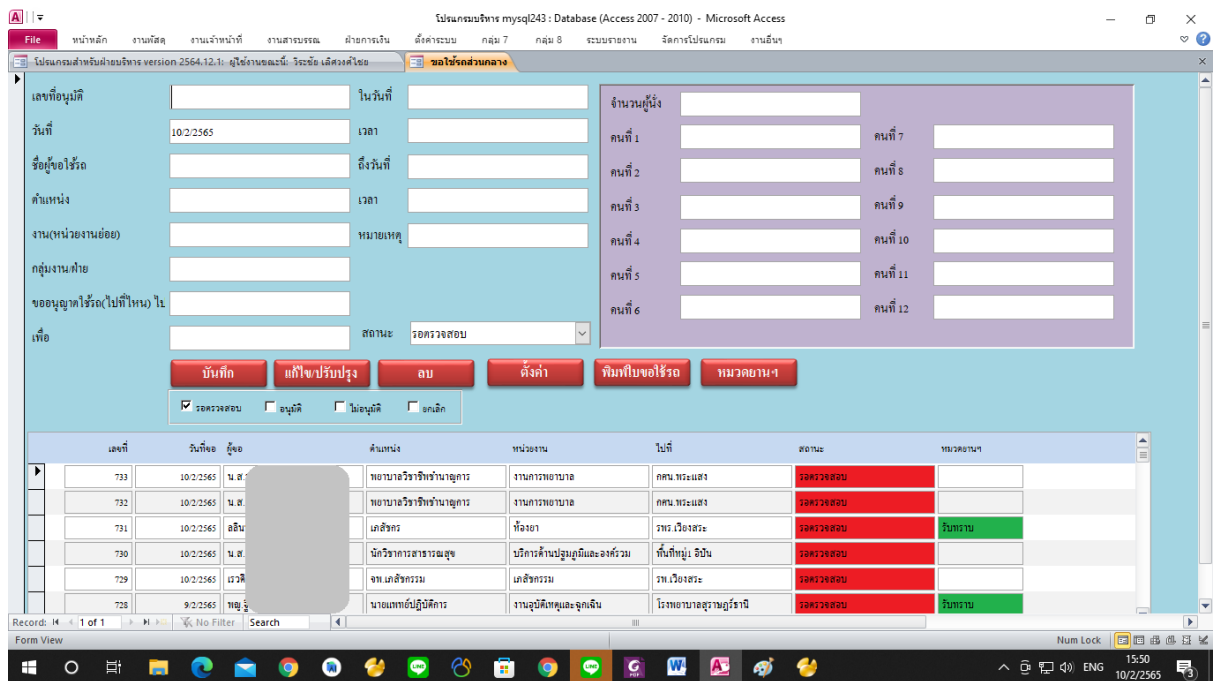 โปรแกรมบริหาร mysql243 : Database (Access 2007 - 2010) - Microsoft Access
File หน้าหลัก งานพัสดุ งานเจ้าหน้าที่ งานสารบรรณ ฝ่ายการเงิน ตั้งค่าระบบ กลุ่ม 7 กลุ่ม 8 ระบบรายงาน จัดการโปรแกรม งานอื่นๆ
โปรแกรมสำหรับฝ่ายบริหาร version 2564.12.1: ผู้ใช้งานขณะนี้: วีระชัย เลิศวงศ์ไชย ขอใช้รถส่วนกลาง
เลขที่อนุมัติ ในวันที่ จำนวนผู้นั่ง
วันที่ 10/2/2565 เวลา คนที่ 1 คนที่ 7
ชื่อผู้ขอใช้รถ ถึงวันที่ คนที่ 2 คนที่ 8
ตำแหน่ง เวลา คนที่ 3 คนที่ 9
งาน(หน่วยงานย่อย) หมายเหตุ คนที่ 4 คนที่ 10
กลุ่มงาน/ฝ่าย คนที่ 5 คนที่ 11
ขออนุญาตใช้รถ(ไปที่ไหน) ไป คนที่ 6 คนที่ 12
เพื่อ สถานะ รอตรวจสอบ
บันทึก แก้ไข/ปรับปรุง ลบ ตั้งค่า พิมพ์ใบขอใช้รถ หมวดยานฯ
รอตรวจสอบ อนุมัติ ไม่อนุมัติ ยกเลิก
เลขที่ วันที่ขอ ผู้ขอ ตำแหน่ง หน่วยงาน ไปที่ สถานะ หมวดยานฯ
733 10/2/2565 น.ส. พยาบาลวิชาชีพชำนาญการ งานการพยาบาล กศน.พระแสง รอตรวจสอบ
732 10/2/2565 น.ส. พยาบาลวิชาชีพชำนาญการ งานการพยาบาล กศน.พระแสง รอตรวจสอบ
731 10/2/2565 เภสัชกร ห้องยา รพร.เวียงสระ รอตรวจสอบ รับทราบ
730 10/2/2565 น.ส. นักวิชาการสาธารณสุข บริการด้านปฐมภูมิและองค์รวม พื้นที่หมู่1 อิปัน รอตรวจสอบ
729 10/2/2565 จพ.เภสัชกรรม เภสัชกรรม รพ.เวียงสระ รอตรวจสอบ
728 9/2/2565 พญ. นายแพทย์ปฏิบัติการ งานอุบัติเหตุและฉุกเฉิน โรงพยาบาลสุราษฎร์ธานี รอตรวจสอบ รับทราบ
Record: 1 of 1 No Filter Search
Form View Num Lock
15:50
ENG
10/2/2565